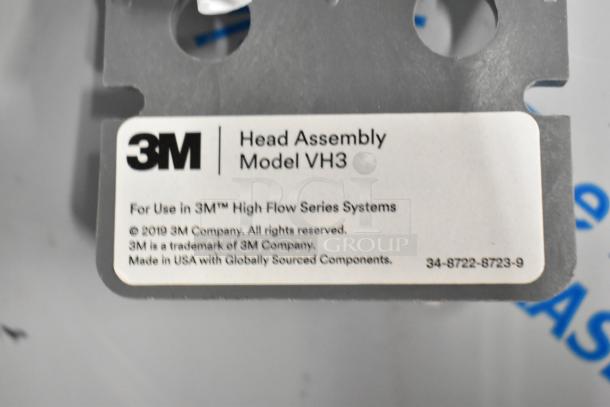 3M
Head Assembly
Model VH3
For Use in 3M™ High Flow Series Systems
© 2019 3M Company. All rights reserved.
3M is a trademark of 3M Company.
Made in USA with Globally Sourced Components.
34-8722-8723-9
GROUP